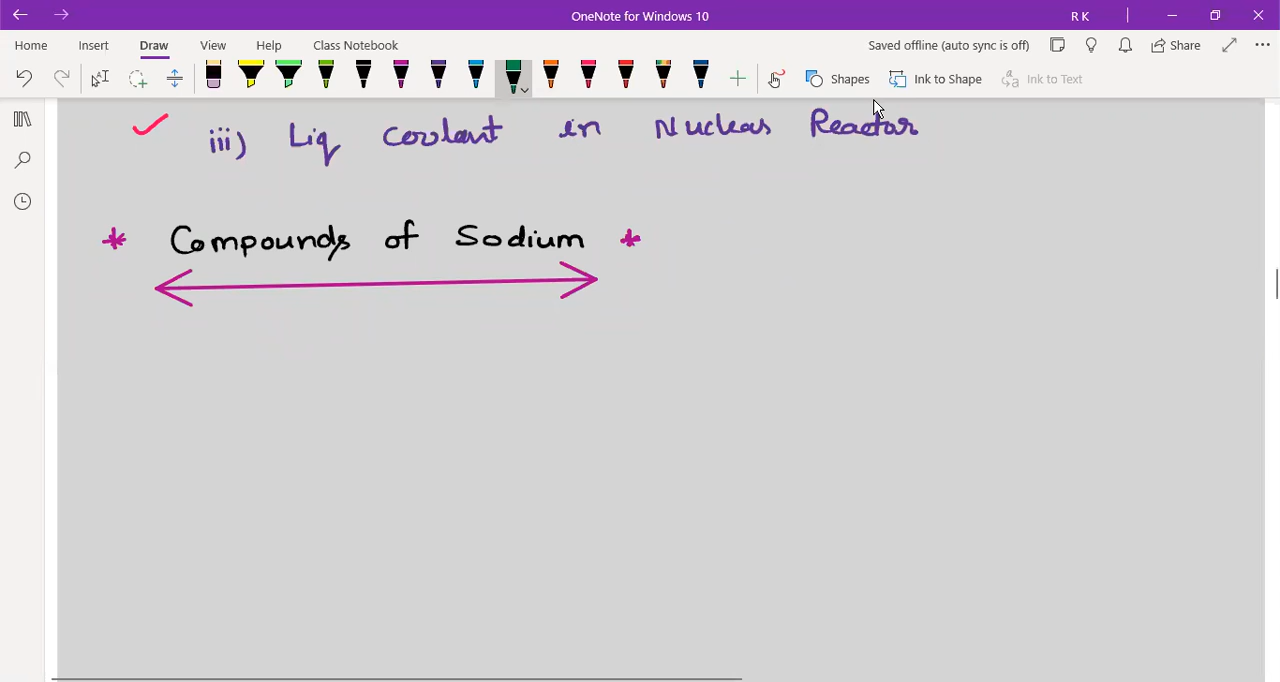 OneNote for Windows 10
R K
Home Insert Draw View Help Class Notebook
Saved offline (auto sync is off) Share
Shapes Ink to Shape Ink to Text
iii) Liq coolant in Nuclear Reactor
* Compounds of Sodium *